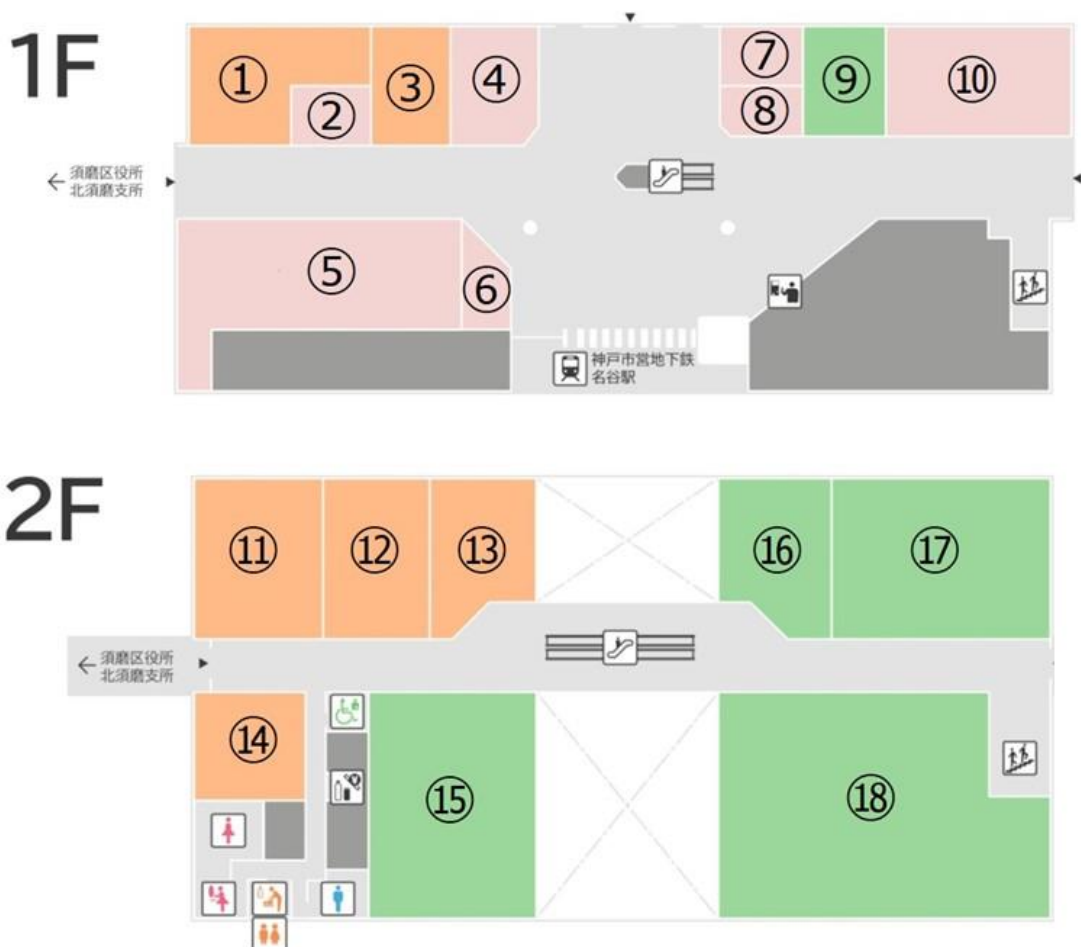 1F
① ② ③ ④ ⑦ ⑧ ⑨ ⑩
← 須磨区役所
北須磨支所
⑤ ⑥
神戸市営地下鉄
名谷駅
2F
⑪ ⑫ ⑬ ⑯ ⑰
← 須磨区役所
北須磨支所
⑭ ⑮ ⑱